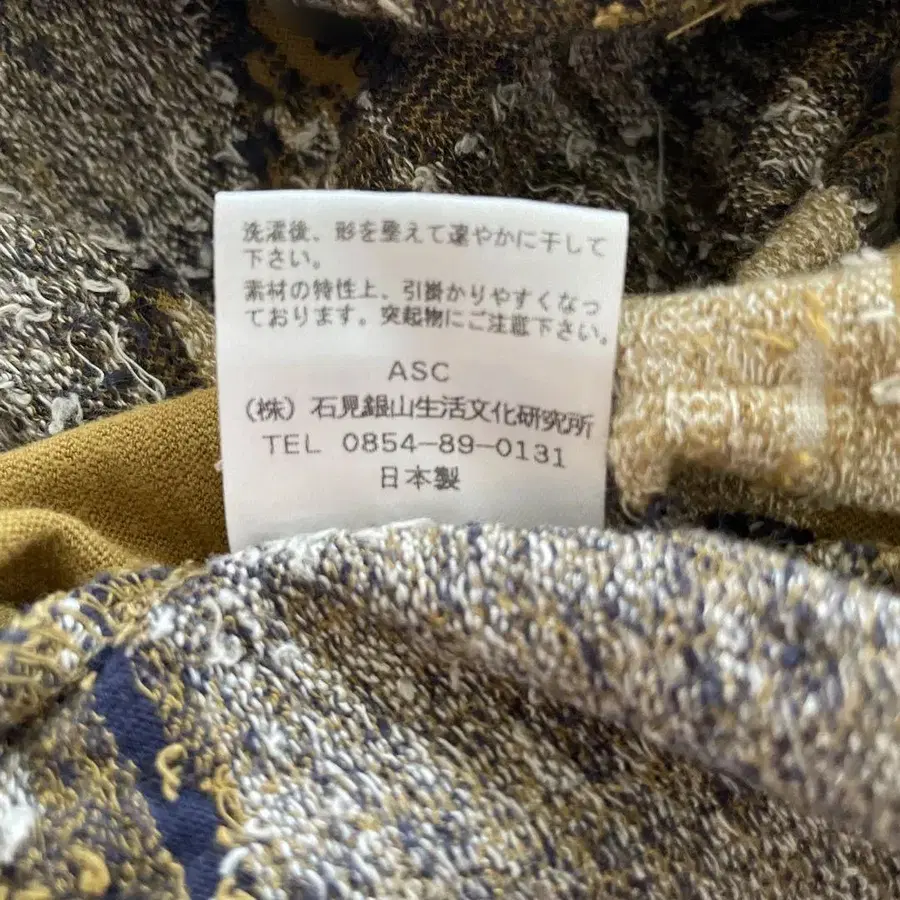 洗濯後、形を整えて速やかに干して
下さい。
素材の特性上、引掛かりやすくなっ
ております。突起物にご注意下さい。
ASC
（株）石見銀山生活文化研究所
TEL 0854-89-0131
日本製